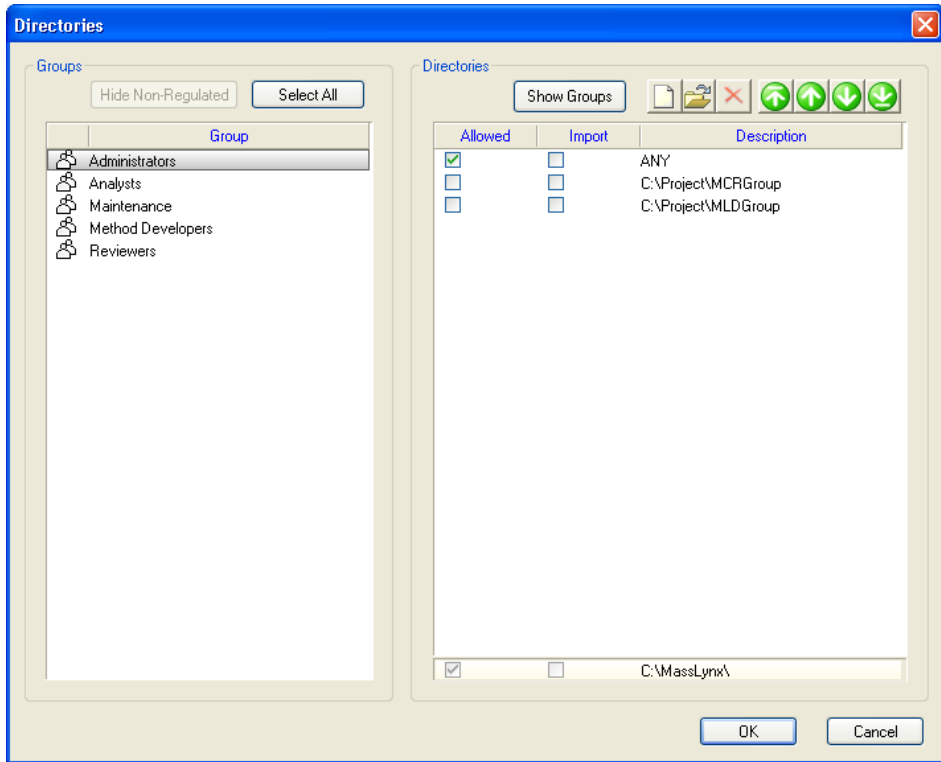 Directories
Groups
Hide Non-Regulated Select All
Group
Administrators
Analysts
Maintenance
Method Developers
Reviewers
Directories
Show Groups
Allowed Import Description
ANY
C:\Project\MCRGroup
C:\Project\MLDGroup
C:\MassLynx\
OK Cancel